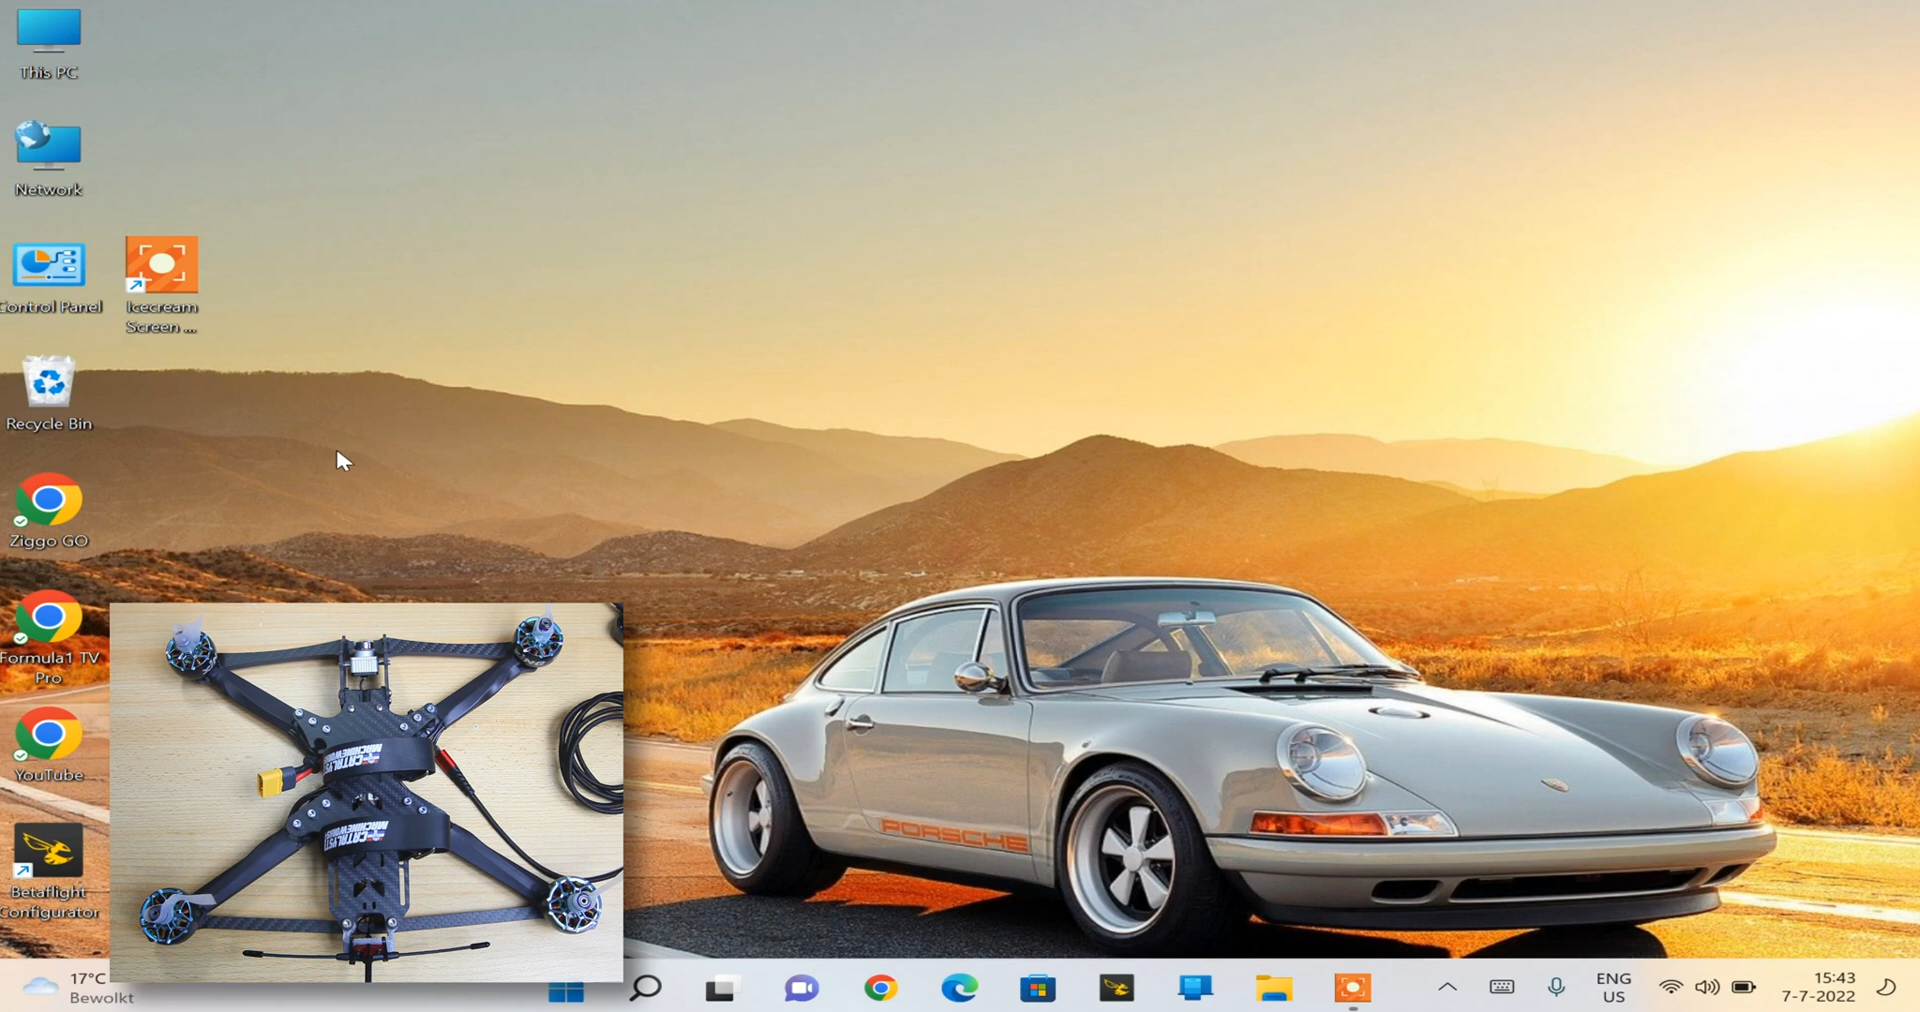 This PC
Network
Control Panel
Icecream
Screen ...
Recycle Bin
Ziggo GO
Formula1 TV
Pro
YouTube
Betaflight
Configurator
CATALYST
MACHINEWORKS
CATALYST
MACHINEWORKS
PORSCHE
17°C
Bewolkt
ENG
US
15:43
7-7-2022